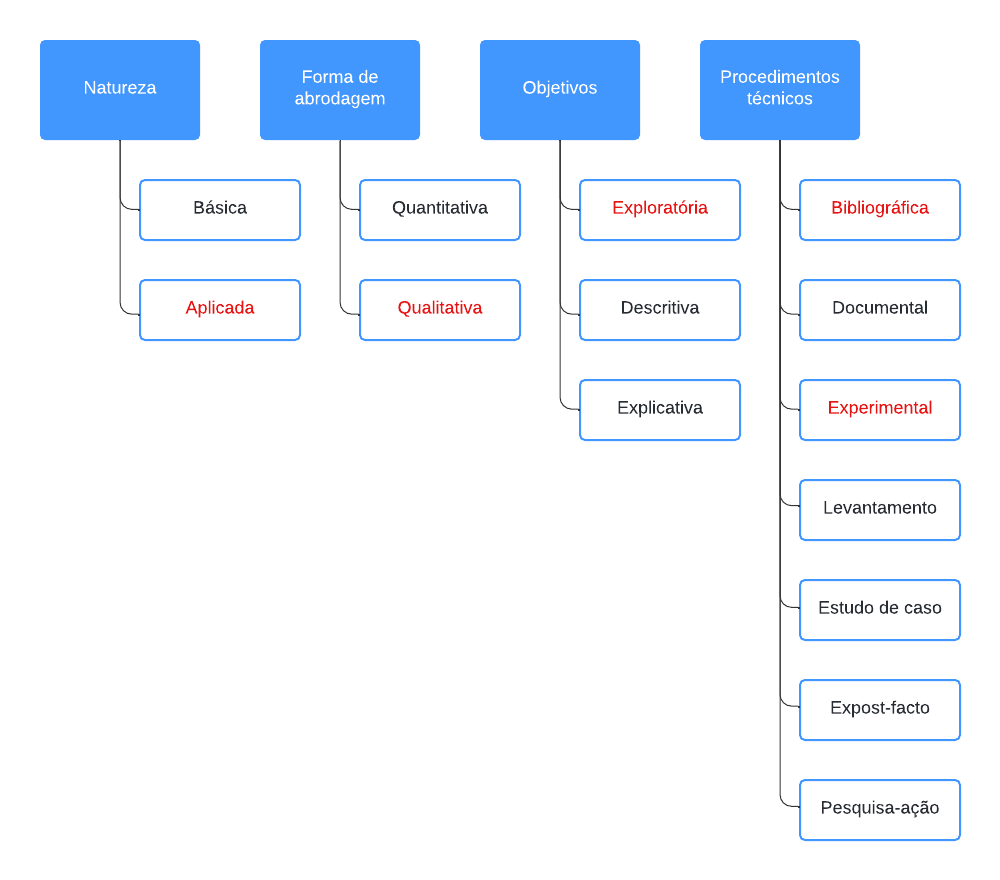 Natureza
Básica
Aplicada
Forma de
abrodagem
Quantitativa
Qualitativa
Objetivos
Exploratória
Descritiva
Explicativa
Procedimentos
técnicos
Bibliográfica
Documental
Experimental
Levantamento
Estudo de caso
Expost-facto
Pesquisa-ação